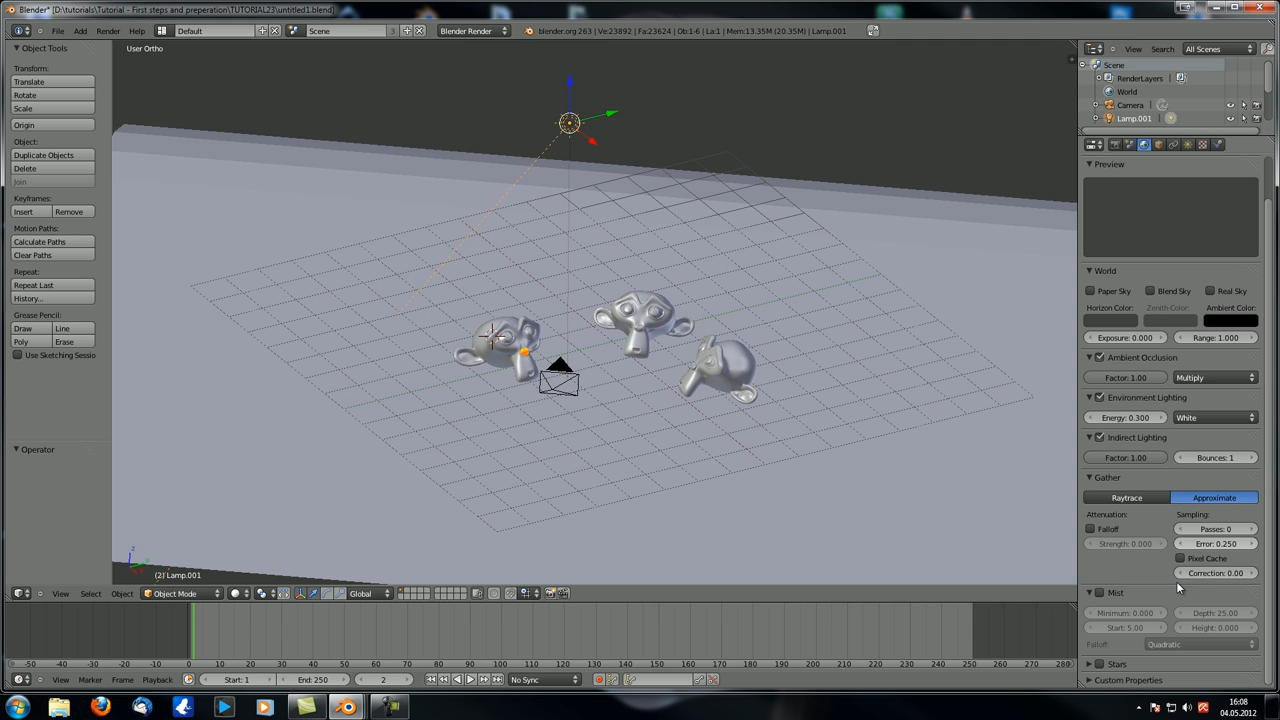 Blender* [D:\tutorials\Tutorial - First steps and preperation\TUTORIAL23\untitled1.blend]
File Add Render Help Default Scene 3 Blender Render blender.org 263 | Ve:23892 | Fa:23624 | Ob:1-6 | La:1 | Mem:13.35M (20.35M) | Lamp.001
Object Tools
Transform:
Translate
Rotate
Scale
Origin
Object:
Duplicate Objects
Delete
Join
Keyframes:
Insert Remove
Motion Paths:
Calculate Paths
Clear Paths
Repeat:
Repeat Last
History...
Grease Pencil:
Draw Line
Poly Erase
Use Sketching Sessio
Operator
User Ortho
(2) Lamp.001
View Search All Scenes
Scene
RenderLayers
World
Camera
Lamp.001
Preview
World
Paper Sky Blend Sky Real Sky
Horizon Color: Zenith Color: Ambient Color:
Exposure: 0.000 Range: 1.000
Ambient Occlusion
Factor: 1.00 Multiply
Environment Lighting
Energy: 0.300 White
Indirect Lighting
Factor: 1.00 Bounces: 1
Gather
Raytrace Approximate
Attenuation: Sampling:
Falloff Passes: 0
Strength: 0.000 Error: 0.250
Pixel Cache
Correction: 0.00
Mist
Minimum: 0.000 Depth: 25.00
Start: 5.00 Height: 0.000
Falloff: Quadratic
Stars
Custom Properties
View Select Object Object Mode Global
-50 -40 -30 -20 -10 0 10 20 30 40 50 60 70 80 90 100 110 120 130 140 150 160 170 180 190 200 210 220 230 240 250 260 270 280
View Marker Frame Playback Start: 1 End: 250 2 No Sync
16:08
04.05.2012